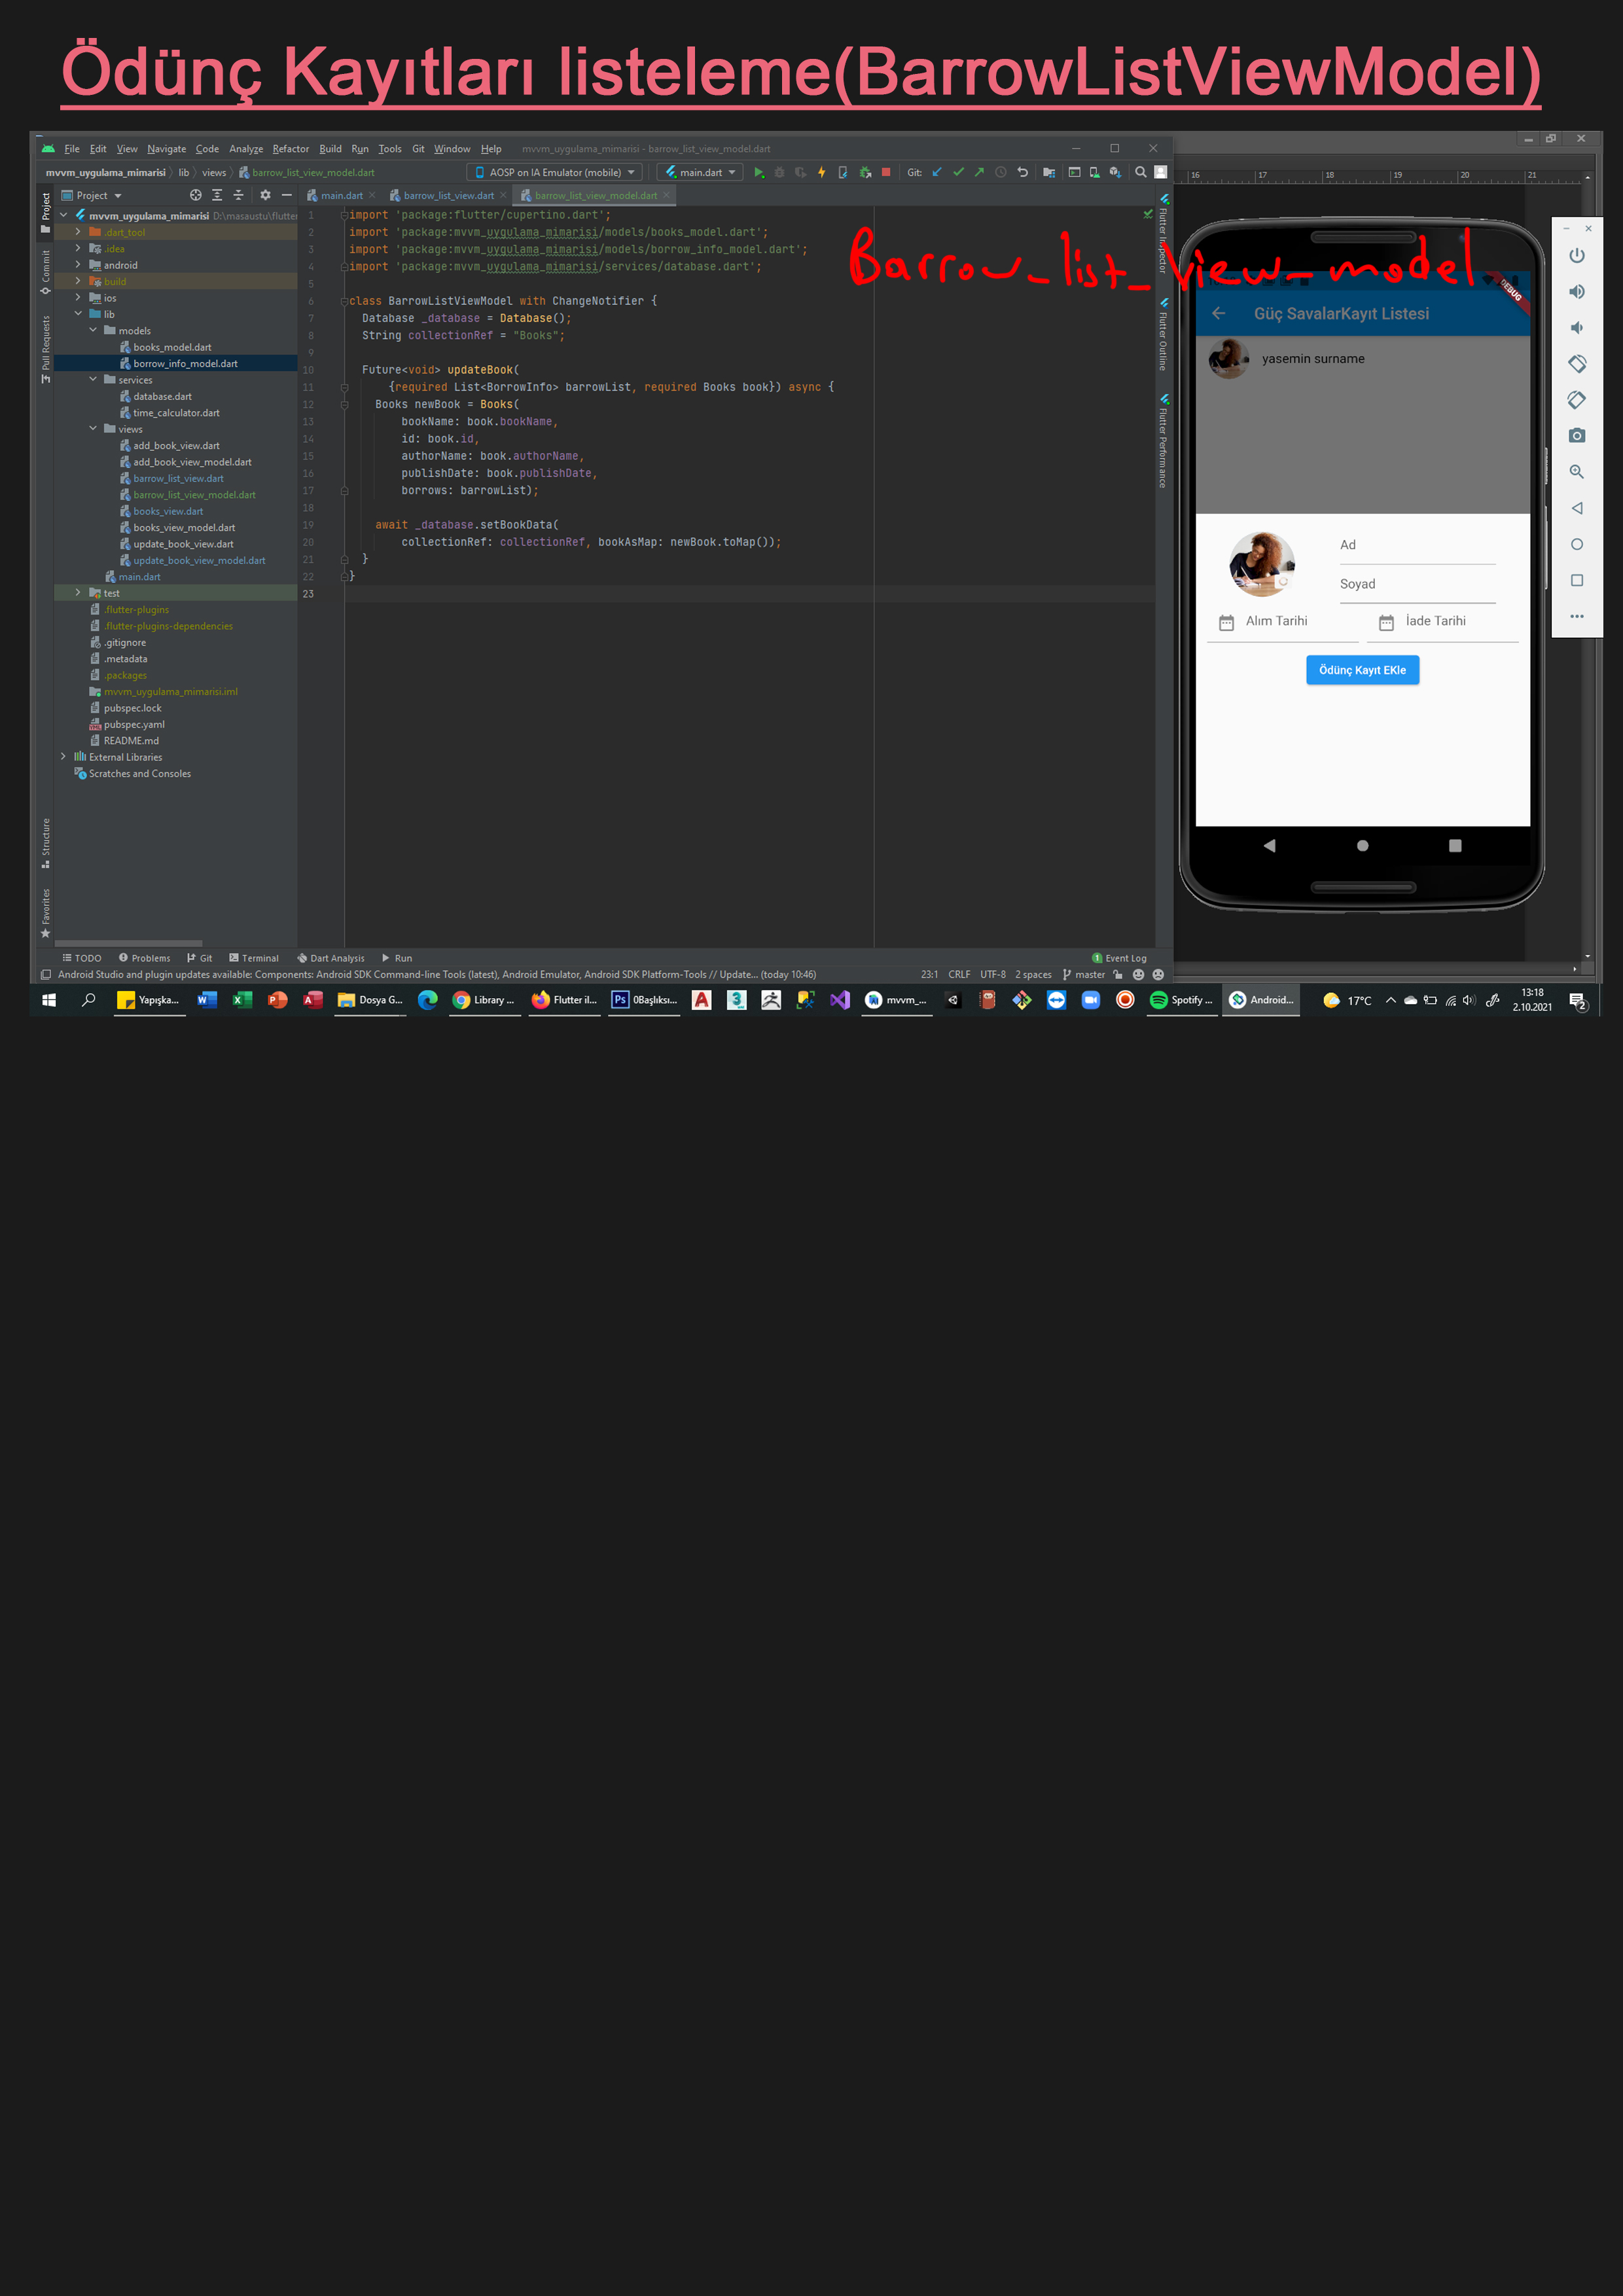 Ödünç Kayıtları listeleme(BarrowListViewModel)
File Edit View Navigate Code Analyze Refactor Build Run Tools Git Window Help mvvm_uygulama_mimarisi - barrow_list_view_model.dart
mvvm_uygulama_mimarisi lib views barrow_list_view_model.dart AOSP on IA Emulator (mobile) main.dart Git:
Project main.dart barrow_list_view.dart barrow_list_view_model.dart
Project
Commit
Pull Requests
Structure
Favorites
mvvm_uygulama_mimarisi D:\masaustu\flutter
.dart_tool
.idea
android
build
ios
lib
models
books_model.dart
borrow_info_model.dart
services
database.dart
time_calculator.dart
views
add_book_view.dart
add_book_view_model.dart
barrow_list_view.dart
barrow_list_view_model.dart
books_view.dart
books_view_model.dart
update_book_view.dart
update_book_view_model.dart
main.dart
test
.flutter-plugins
.flutter-plugins-dependencies
.gitignore
.metadata
.packages
mvvm_uygulama_mimarisi.iml
pubspec.lock
pubspec.yaml
README.md
External Libraries
Scratches and Consoles
1 import 'package:flutter/cupertino.dart';
2 import 'package:mvvm_uygulama_mimarisi/models/books_model.dart';
3 import 'package:mvvm_uygulama_mimarisi/models/borrow_info_model.dart';
4 import 'package:mvvm_uygulama_mimarisi/services/database.dart';
5
6 class BarrowListViewModel with ChangeNotifier {
7 Database _database = Database();
8 String collectionRef = "Books";
9
10 Future<void> updateBook(
11 {required List<BorrowInfo> barrowList, required Books book}) async {
12 Books newBook = Books(
13 bookName: book.bookName,
14 id: book.id,
15 authorName: book.authorName,
16 publishDate: book.publishDate,
17 borrows: barrowList);
18
19 await _database.setBookData(
20 collectionRef: collectionRef, bookAsMap: newBook.toMap());
21 }
22 }
23
Flutter Inspector
Flutter Outline
Flutter Performance
Barrow_list_view_model
16 17 18 19 20 21
DEBUG
Güç SavalarKayıt Listesi
yasemin surname
Ad
Soyad
Alım Tarihi İade Tarihi
Ödünç Kayıt EKle
TODO Problems Git Terminal Dart Analysis Run 1 Event Log
Android Studio and plugin updates available: Components: Android SDK Command-line Tools (latest), Android Emulator, Android SDK Platform-Tools // Update... (today 10:46) 23:1 CRLF UTF-8 2 spaces master
Yapışka... Dosya G... Library ... Flutter il... Ps 0Başlıksı... mvvm_... Spotify ... Android... 17°C 13:18
2.10.2021 2